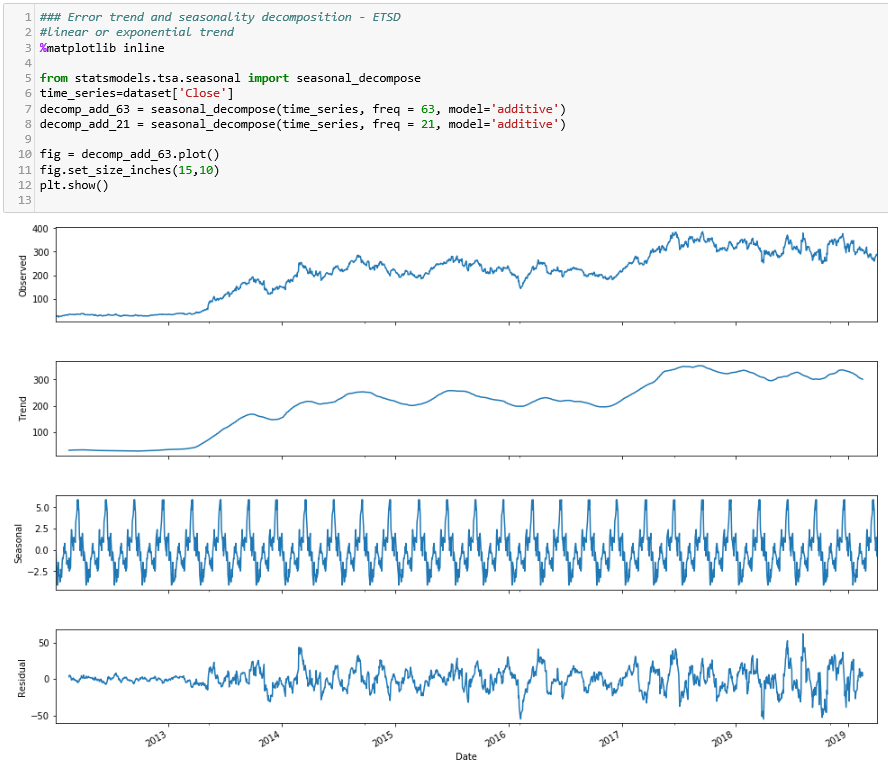 1 ### Error trend and seasonality decomposition - ETSD
2 #linear or exponential trend
3 %matplotlib inline
4
5 from statsmodels.tsa.seasonal import seasonal_decompose
6 time_series=dataset['Close']
7 decomp_add_63 = seasonal_decompose(time_series, freq = 63, model='additive')
8 decomp_add_21 = seasonal_decompose(time_series, freq = 21, model='additive')
9
10 fig = decomp_add_63.plot()
11 fig.set_size_inches(15,10)
12 plt.show()
13
400
300
200
100
Observed
300
200
100
Trend
5.0
2.5
0.0
−2.5
Seasonal
50
0
−50
Residual
2013 2014 2015 2016 2017 2018 2019
Date